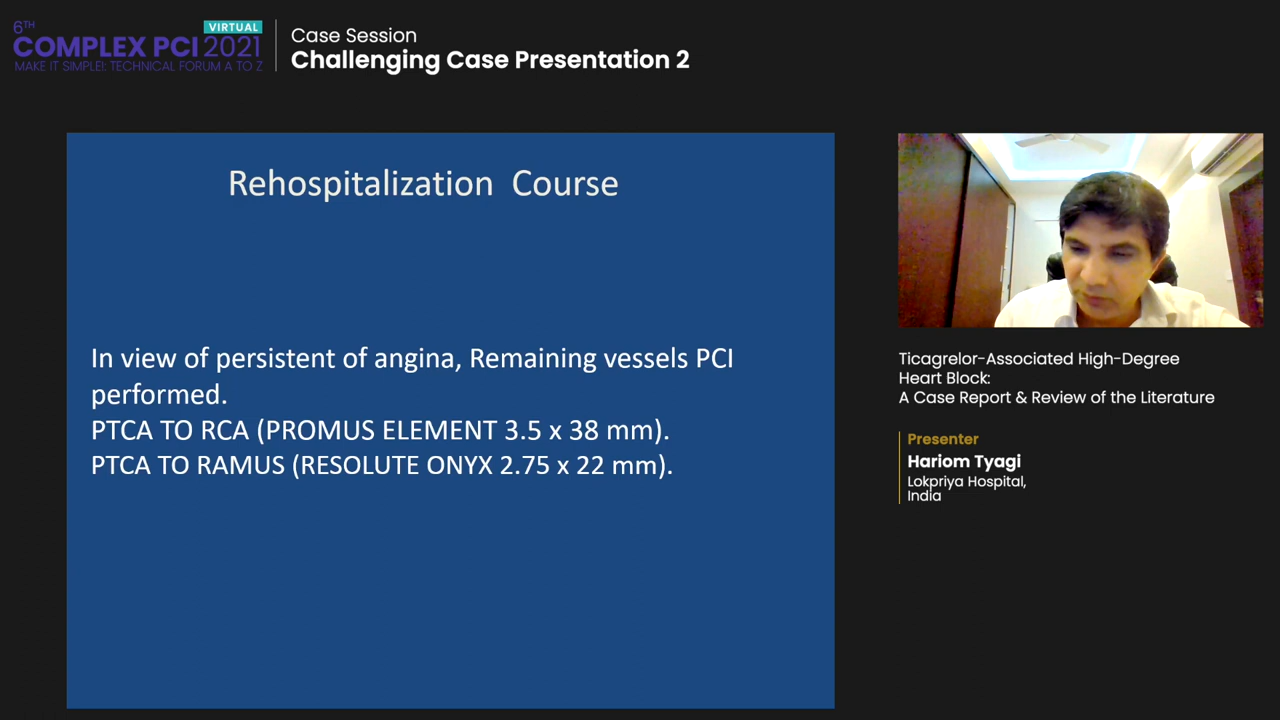 6TH
VIRTUAL
COMPLEX PCI 2021
MAKE IT SIMPLE!: TECHNICAL FORUM A TO Z
Case Session
Challenging Case Presentation 2
Rehospitalization Course
In view of persistent of angina, Remaining vessels PCI
performed.
PTCA TO RCA (PROMUS ELEMENT 3.5 x 38 mm).
PTCA TO RAMUS (RESOLUTE ONYX 2.75 x 22 mm).
Ticagrelor-Associated High-Degree
Heart Block:
A Case Report & Review of the Literature
Presenter
Hariom Tyagi
Lokpriya Hospital,
India